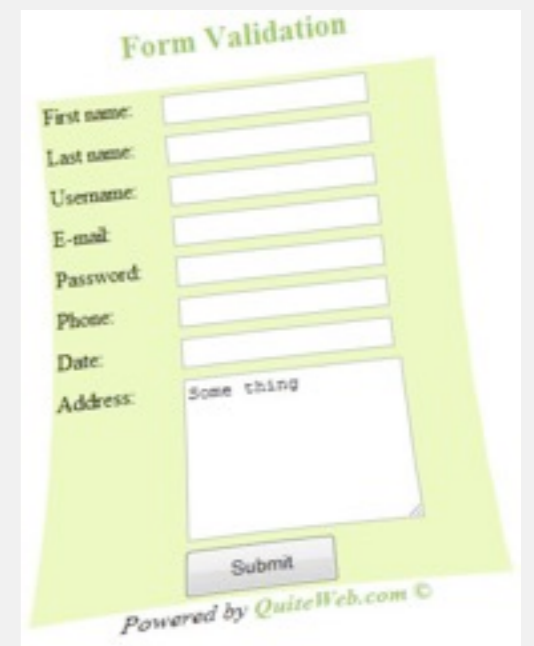 Form Validation
First name:
Last name:
Username:
E-mail:
Password:
Phone:
Date:
Address:
Some thing
Submit
Powered by QuiteWeb.com ©